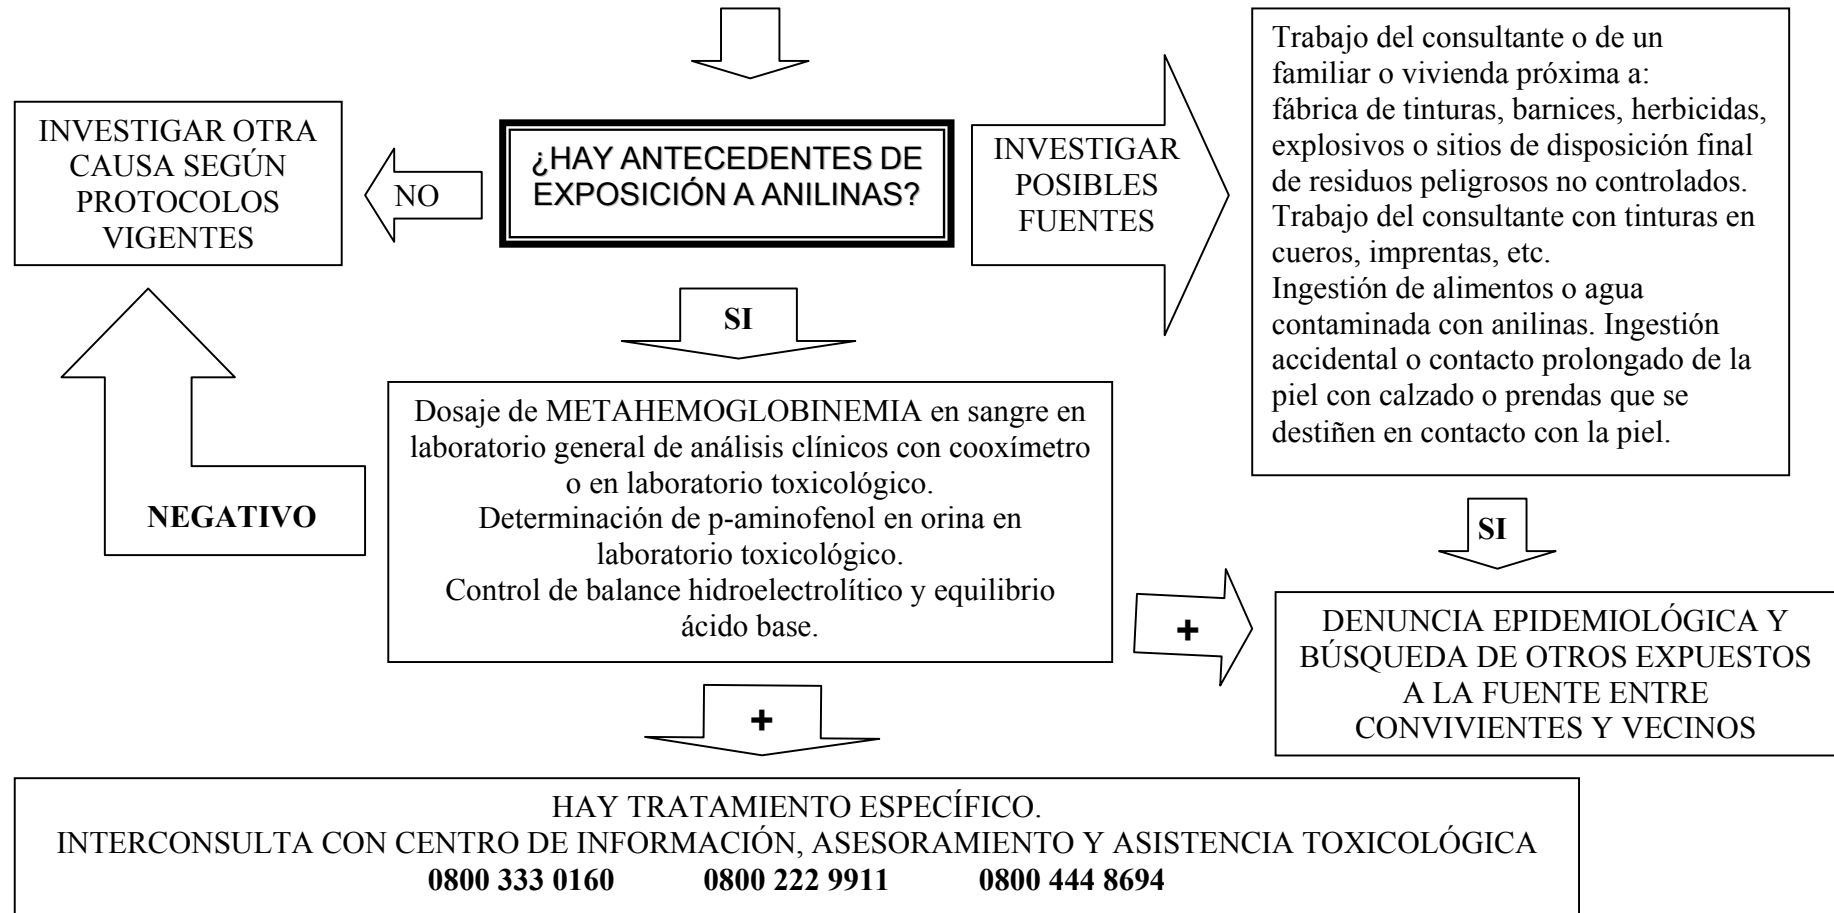 INVESTIGAR OTRA
CAUSA SEGÚN
PROTOCOLOS
VIGENTES
NO
¿HAY ANTECEDENTES DE
EXPOSICIÓN A ANILINAS?
INVESTIGAR
POSIBLES
FUENTES
Trabajo del consultante o de un
familiar o vivienda próxima a:
fábrica de tinturas, barnices, herbicidas,
explosivos o sitios de disposición final
de residuos peligrosos no controlados.
Trabajo del consultante con tinturas en
cueros, imprentas, etc.
Ingestión de alimentos o agua
contaminada con anilinas. Ingestión
accidental o contacto prolongado de la
piel con calzado o prendas que se
destiñen en contacto con la piel.
SI
NEGATIVO
Dosaje de METAHEMOGLOBINEMIA en sangre en
laboratorio general de análisis clínicos con cooxímetro
o en laboratorio toxicológico.
Determinación de p-aminofenol en orina en
laboratorio toxicológico.
Control de balance hidroelectrolítico y equilibrio
ácido base.
SI
+
DENUNCIA EPIDEMIOLÓGICA Y
BÚSQUEDA DE OTROS EXPUESTOS
A LA FUENTE ENTRE
CONVIVIENTES Y VECINOS
+
HAY TRATAMIENTO ESPECÍFICO.
INTERCONSULTA CON CENTRO DE INFORMACIÓN, ASESORAMIENTO Y ASISTENCIA TOXICOLÓGICA
0800 333 0160 0800 222 9911 0800 444 8694